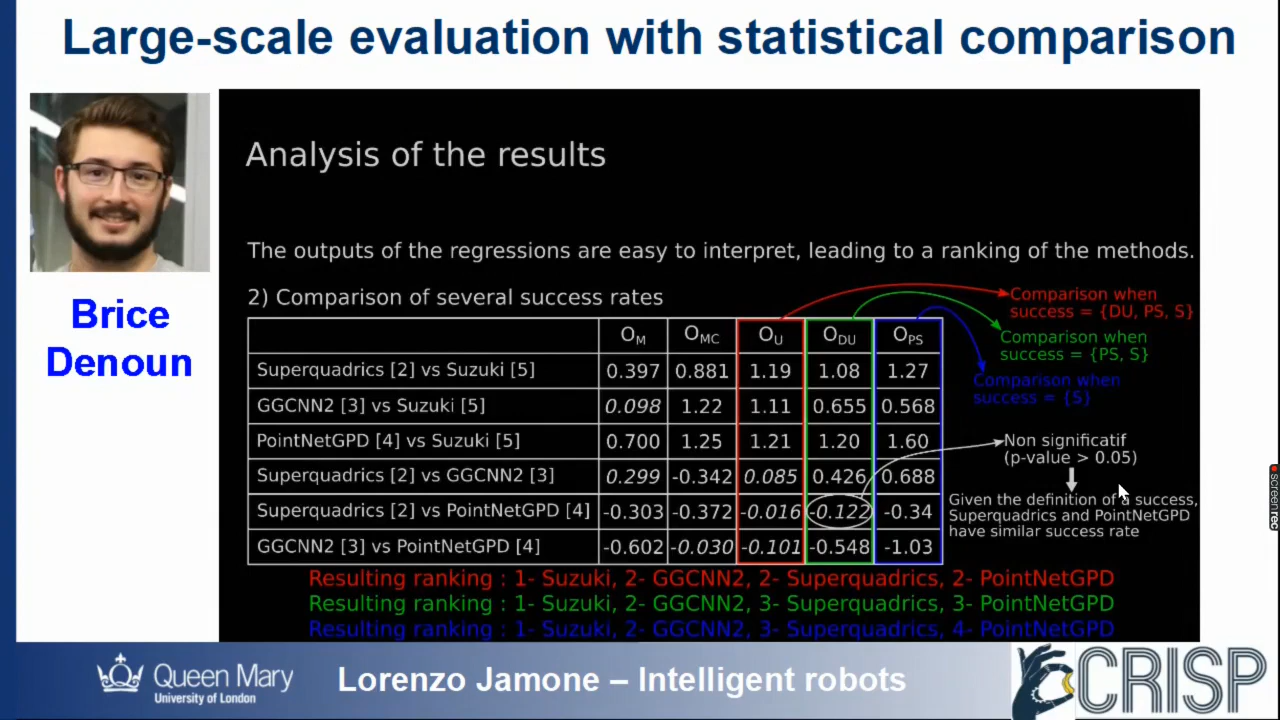 Large-scale evaluation with statistical comparison
Brice
Denoun
Analysis of the results
The outputs of the regressions are easy to interpret, leading to a ranking of the methods.
2) Comparison of several success rates
Comparison when
success = {DU, PS, S}
Comparison when
success = {PS, S}
Comparison when
success = {S}
O_M O_MC O_U O_DU O_PS
Superquadrics [2] vs Suzuki [5] 0.397 0.881 1.19 1.08 1.27
GGCNN2 [3] vs Suzuki [5] 0.098 1.22 1.11 0.655 0.568
PointNetGPD [4] vs Suzuki [5] 0.700 1.25 1.21 1.20 1.60
Superquadrics [2] vs GGCNN2 [3] 0.299 -0.342 0.085 0.426 0.688
Superquadrics [2] vs PointNetGPD [4] -0.303 -0.372 -0.016 -0.122 -0.34
GGCNN2 [3] vs PointNetGPD [4] -0.602 -0.030 -0.101 -0.548 -1.03
Non significatif
(p-value > 0.05)
Given the definition of a success,
Superquadrics and PointNetGPD
have similar success rate
Resulting ranking : 1- Suzuki, 2- GGCNN2, 2- Superquadrics, 2- PointNetGPD
Resulting ranking : 1- Suzuki, 2- GGCNN2, 3- Superquadrics, 3- PointNetGPD
Resulting ranking : 1- Suzuki, 2- GGCNN2, 3- Superquadrics, 4- PointNetGPD
Queen Mary
University of London
Lorenzo Jamone – Intelligent robots
CRISP
screenrec